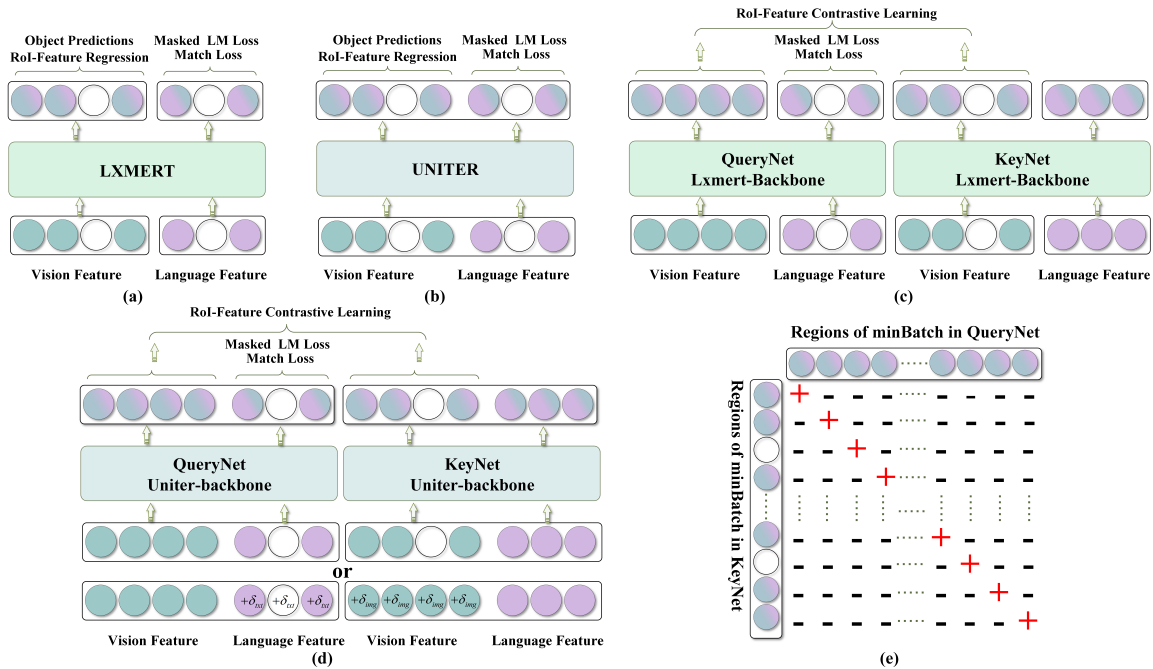 Object Predictions
RoI-Feature Regression
Masked LM Loss
Match Loss
LXMERT
Vision Feature
Language Feature
(a)
Object Predictions
RoI-Feature Regression
Masked LM Loss
Match Loss
UNITER
Vision Feature
Language Feature
(b)
RoI-Feature Contrastive Learning
Masked LM Loss
Match Loss
QueryNet
Lxmert-Backbone
KeyNet
Lxmert-Backbone
Vision Feature
Language Feature
Vision Feature
Language Feature
(c)
RoI-Feature Contrastive Learning
Masked LM Loss
Match Loss
QueryNet
Uniter-backbone
KeyNet
Uniter-backbone
or
+δtxt +δtxt +δtxt
+δimg +δimg +δimg +δimg
Vision Feature
Language Feature
Vision Feature
Language Feature
(d)
Regions of minBatch in QueryNet
Regions of minBatch in KeyNet
(e)